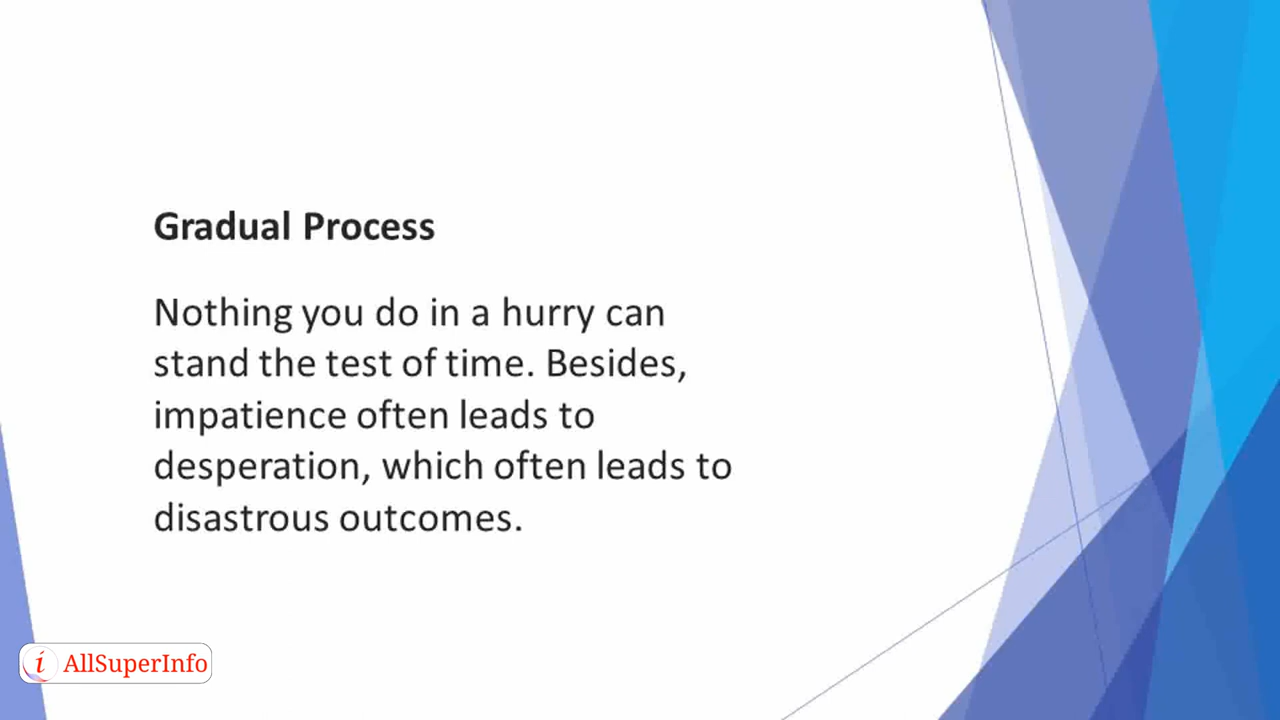 Gradual Process
Nothing you do in a hurry can
stand the test of time. Besides,
impatience often leads to
desperation, which often leads to
disastrous outcomes.
i AllSuperInfo